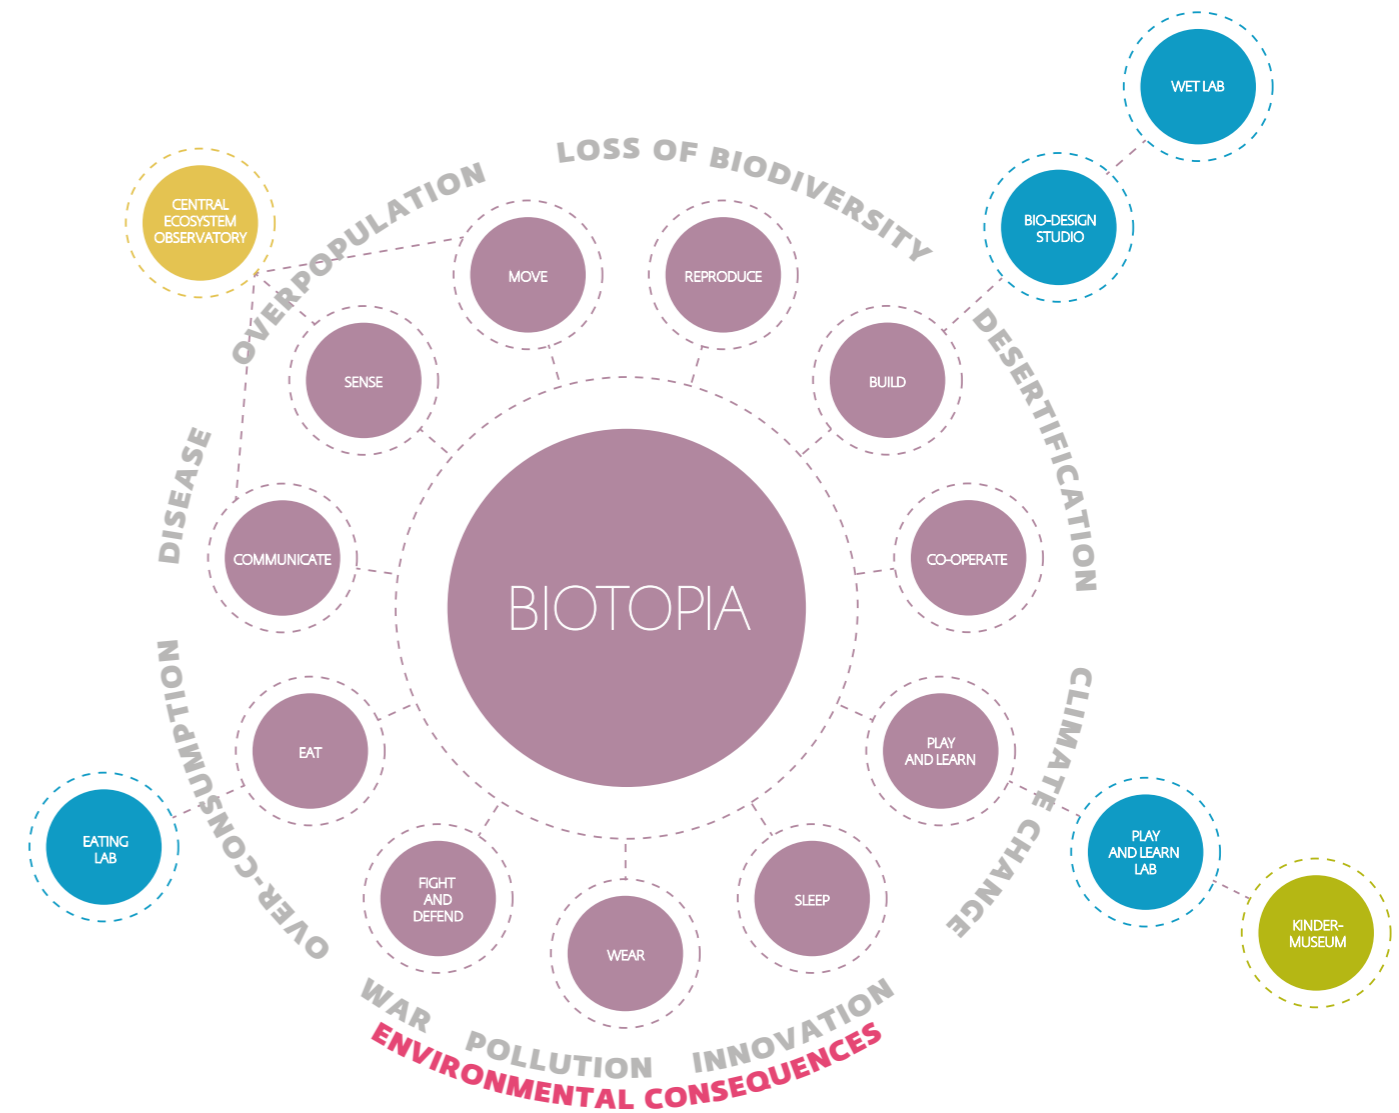 WET LAB
LOSS OF BIODIVERSITY
OVERPOPULATION
CENTRAL
ECOSYSTEM
OBSERVATORY
BIO-DESIGN
STUDIO
MOVE
REPRODUCE
SENSE
BUILD
DESERTIFICATION
DISEASE
COMMUNICATE
CO-OPERATE
BIOTOPIA
OVER-CONSUMPTION
CLIMATE CHANGE
EAT
PLAY
AND LEARN
EATING
LAB
PLAY
AND LEARN
LAB
FIGHT
AND
DEFEND
SLEEP
WEAR
KINDER-
MUSEUM
WAR
POLLUTION
INNOVATION
ENVIRONMENTAL CONSEQUENCES